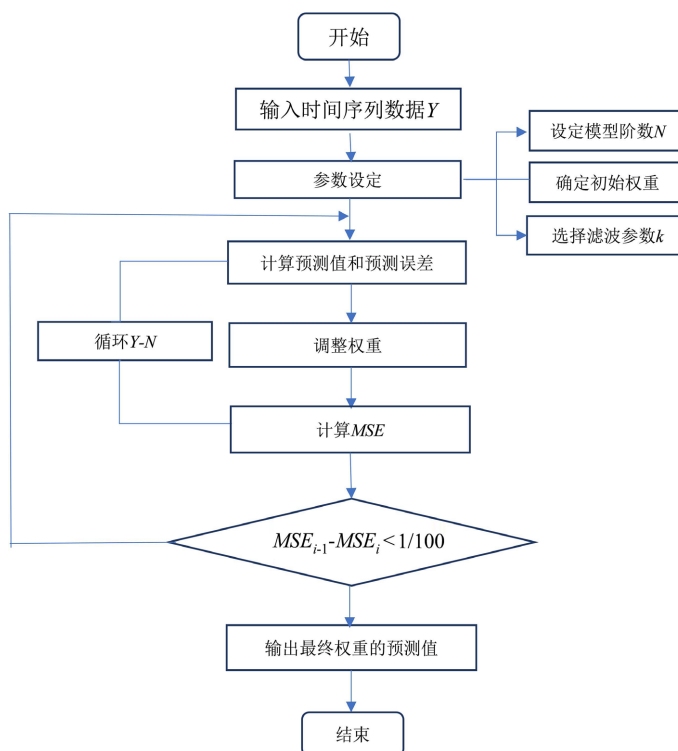 开始
输入时间序列数据Y
参数设定
设定模型阶数N
确定初始权重
选择滤波参数k
计算预测值和预测误差
循环Y-N
调整权重
计算MSE
MSEi-1-MSEi<1/100
输出最终权重的预测值
结束